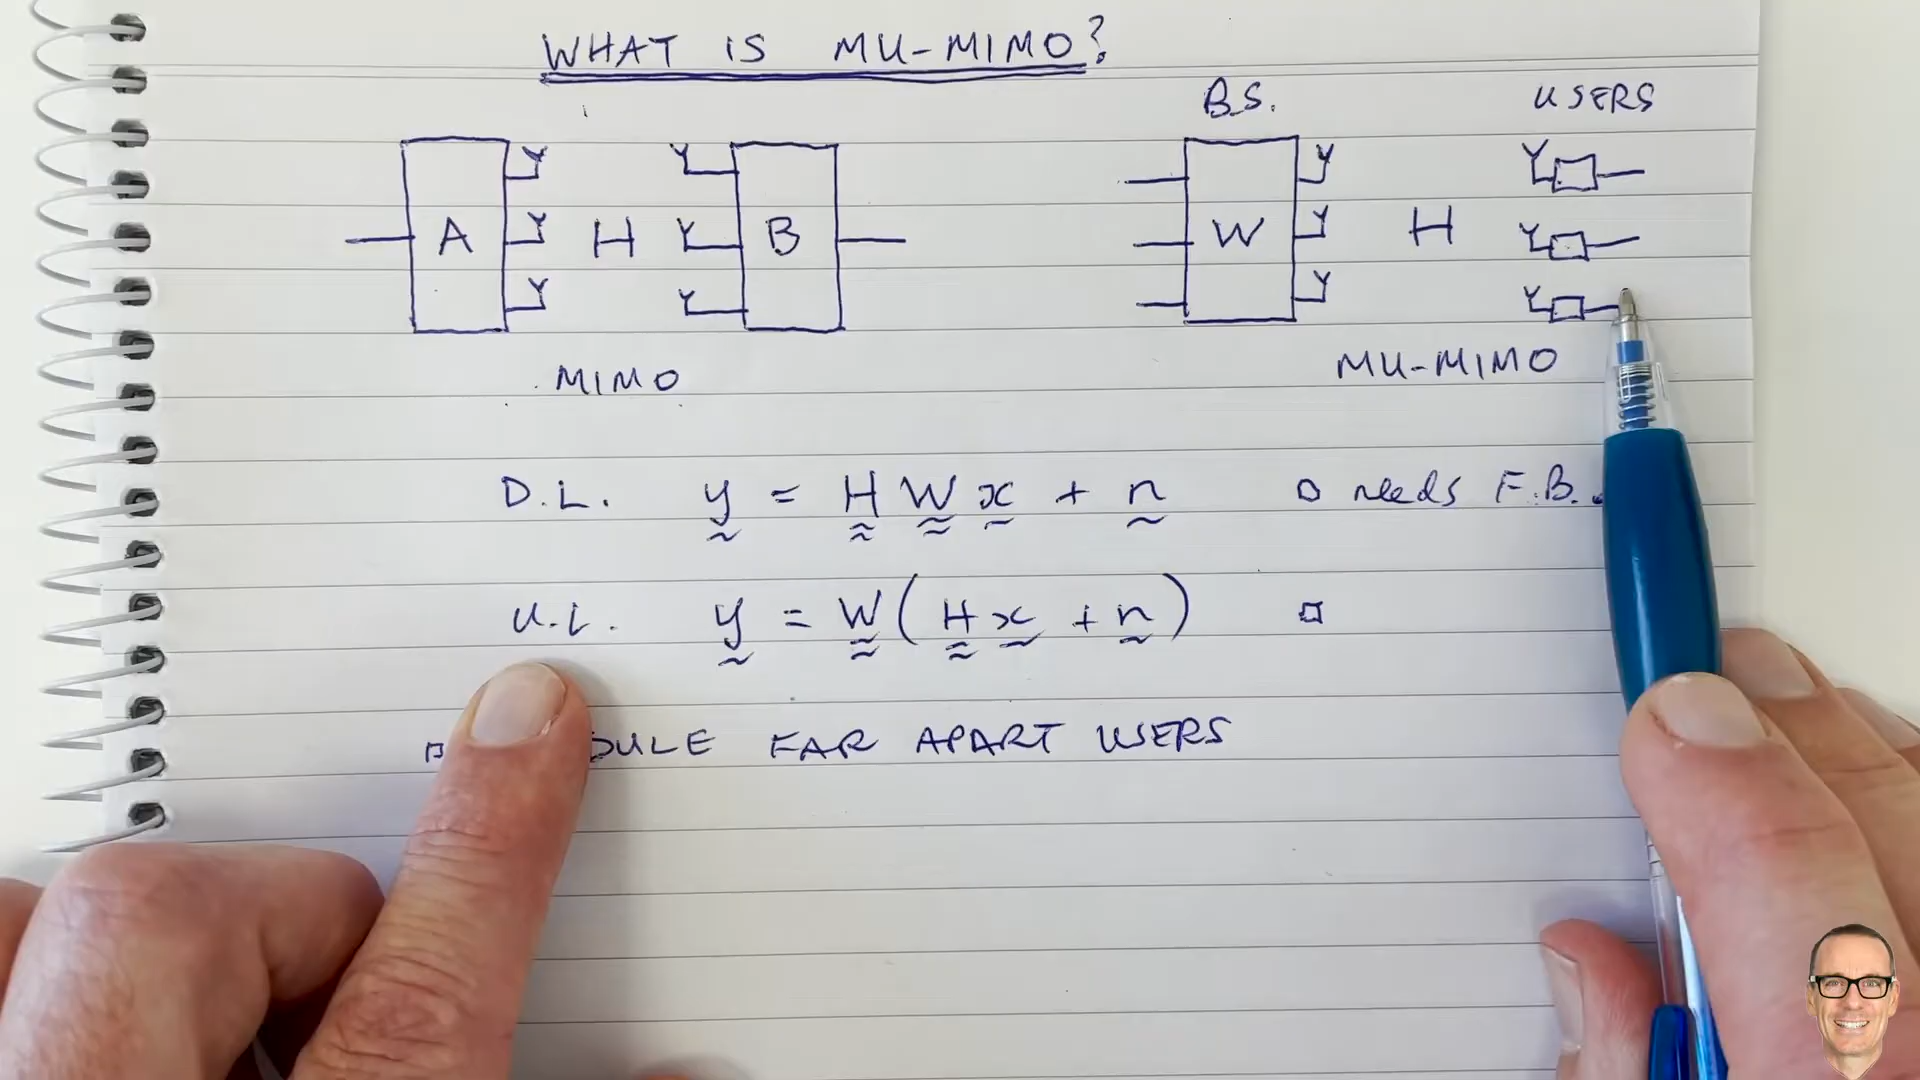 WHAT IS MU-MIMO?
B.S. USERS
A H B W H
MIMO MU-MIMO
D.L. y = H W x + n needs F.B.
U.L. y = W ( H x + n )
FAR APART USERS